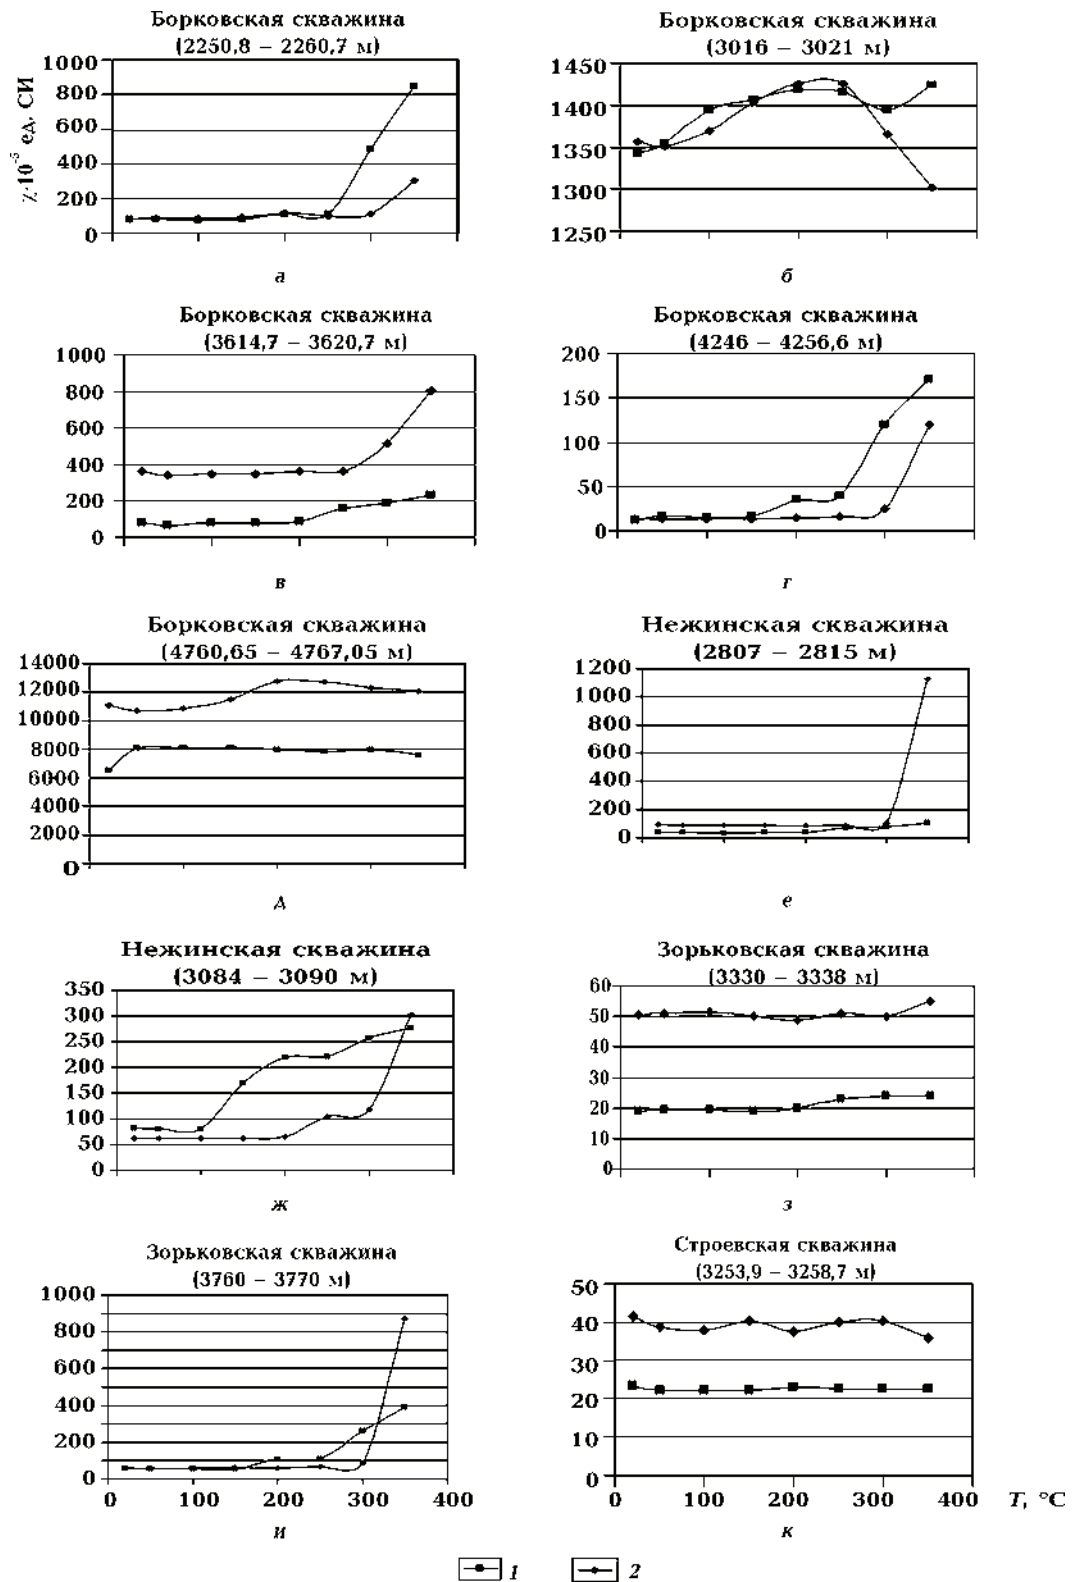 Борковская скважина
(2250,8 – 2260,7 м)
χ·10⁻⁵ ед. СИ
1000
800
600
400
200
0
а
Борковская скважина
(3016 – 3021 м)
1450
1400
1350
1300
1250
б
Борковская скважина
(3614,7 – 3620,7 м)
1000
800
600
400
200
0
в
Борковская скважина
(4246 – 4256,6 м)
200
150
100
50
0
г
Борковская скважина
(4760,65 – 4767,05 м)
14000
12000
10000
8000
6000
4000
2000
0
д
Нежинская скважина
(2807 – 2815 м)
1200
1000
800
600
400
200
0
е
Нежинская скважина
(3084 – 3090 м)
350
300
250
200
150
100
50
0
ж
Зорьковская скважина
(3330 – 3338 м)
60
50
40
30
20
10
0
з
Зорьковская скважина
(3760 – 3770 м)
1000
800
600
400
200
0
0 100 200 300 400
и
Строевская скважина
(3253,9 – 3258,7 м)
50
40
30
20
10
0
0 100 200 300 400 T, °C
к
1 2